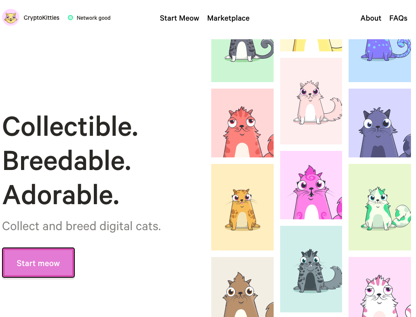 CryptoKitties
Network good
Start Meow
Marketplace
About
FAQs
Collectible.
Breedable.
Adorable.
Collect and breed digital cats.
Start meow